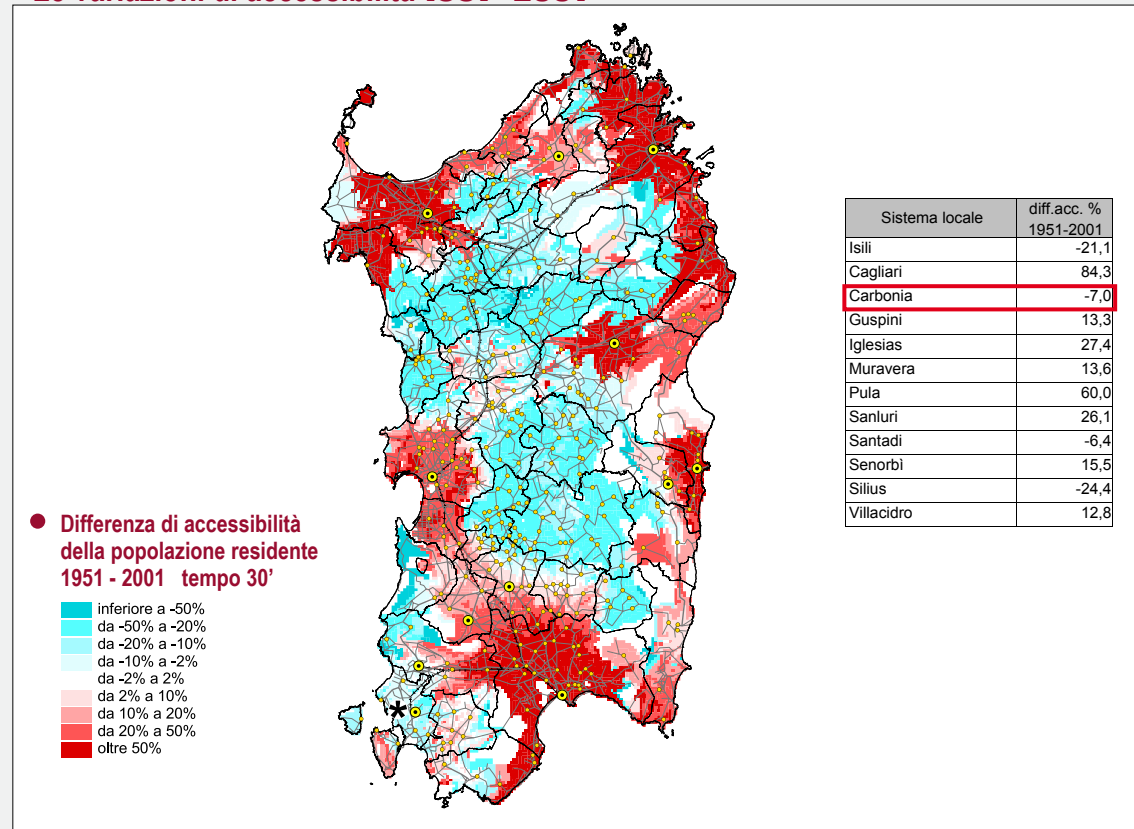 Differenza di accessibilità
della popolazione residente
1951 - 2001 tempo 30’
inferiore a -50%
da -50% a -20%
da -20% a -10%
da -10% a -2%
da -2% a 2%
da 2% a 10%
da 10% a 20%
da 20% a 50%
oltre 50%
*
Sistema locale diff.acc. % 1951-2001
Isili -21,1
Cagliari 84,3
Carbonia -7,0
Guspini 13,3
Iglesias 27,4
Muravera 13,6
Pula 60,0
Sanluri 26,1
Santadi -6,4
Senorbì 15,5
Silius -24,4
Villacidro 12,8